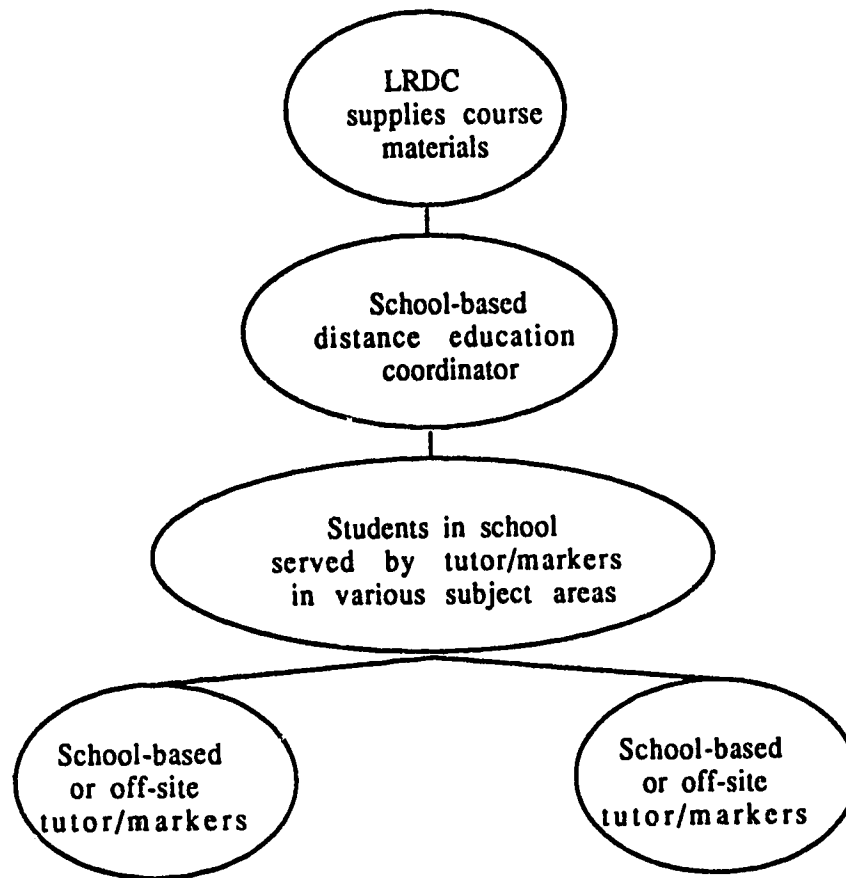 LRDC
supplies course
materials
School-based
distance education
coordinator
Students in school
served by tutor/markers
in various subject areas
School-based
or off-site
tutor/markers
School-based
or off-site
tutor/markers